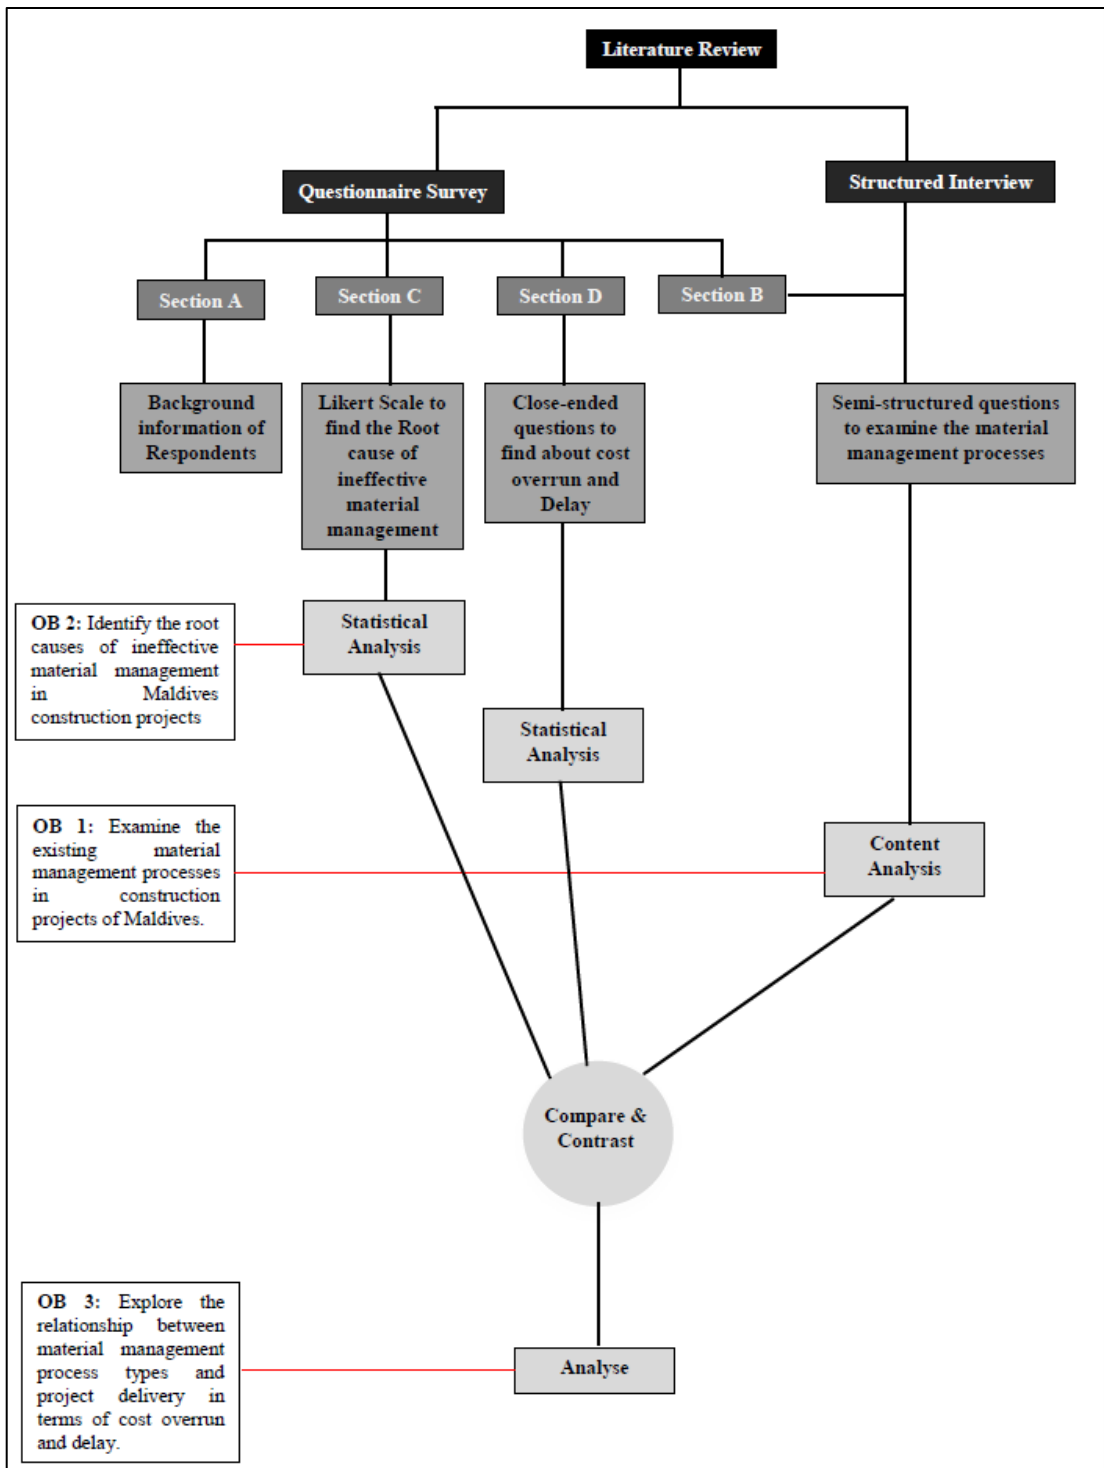 Literature Review
Questionnaire Survey
Structured Interview
Section A
Section C
Section D
Section B
Background
information of
Respondents
Likert Scale to
find the Root
cause of
ineffective
material
management
Close-ended
questions to
find about cost
overrun and
Delay
Semi-structured questions
to examine the material
management processes
OB 2: Identify the root
causes of ineffective
material management
in Maldives
construction projects
Statistical
Analysis
Statistical
Analysis
OB 1: Examine the
existing material
management processes
in construction
projects of Maldives.
Content
Analysis
Compare &
Contrast
OB 3: Explore the
relationship between
material management
process types and
project delivery in
terms of cost overrun
and delay.
Analyse